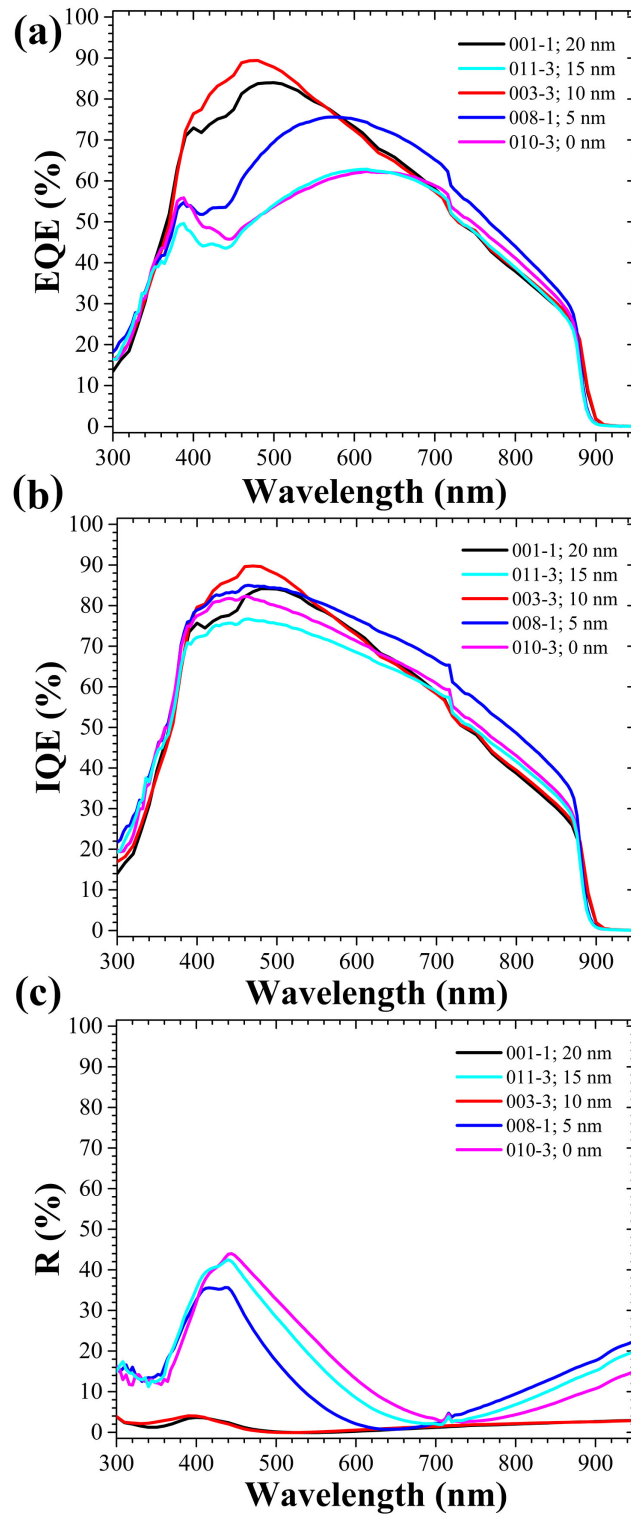 (a)
100
90
80
70
60
50
40
30
20
10
0
EQE (%)
001-1; 20 nm
011-3; 15 nm
003-3; 10 nm
008-1; 5 nm
010-3; 0 nm
300 400 500 600 700 800 900
Wavelength (nm)
(b)
100
90
80
70
60
50
40
30
20
10
0
IQE (%)
001-1; 20 nm
011-3; 15 nm
003-3; 10 nm
008-1; 5 nm
010-3; 0 nm
300 400 500 600 700 800 900
Wavelength (nm)
(c)
100
90
80
70
60
50
40
30
20
10
0
R (%)
001-1; 20 nm
011-3; 15 nm
003-3; 10 nm
008-1; 5 nm
010-3; 0 nm
300 400 500 600 700 800 900
Wavelength (nm)